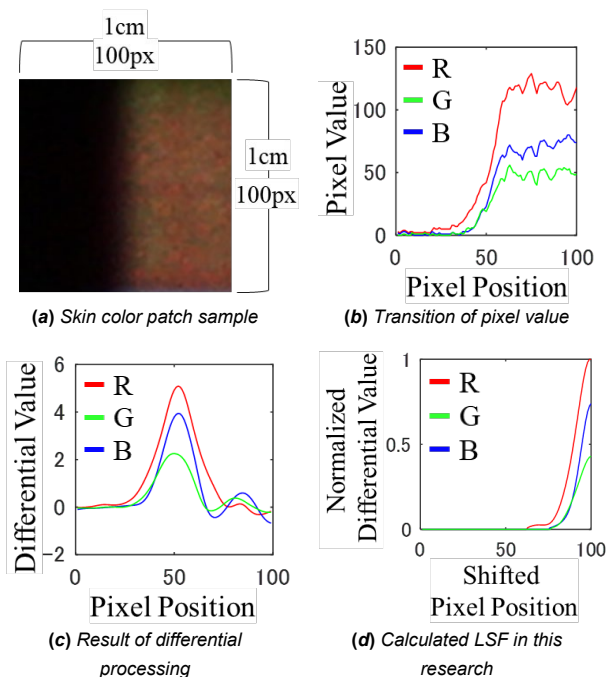 1cm
100px
1cm
100px
(a) Skin color patch sample
150
100
50
0
0
50
100
R
G
B
Pixel Value
Pixel Position
(b) Transition of pixel value
6
4
2
0
−2
0
50
100
R
G
B
Differential Value
Pixel Position
(c) Result of differential
processing
1
0.5
0
0
50
100
R
G
B
Normalized
Differential Value
Shifted
Pixel Position
(d) Calculated LSF in this
research